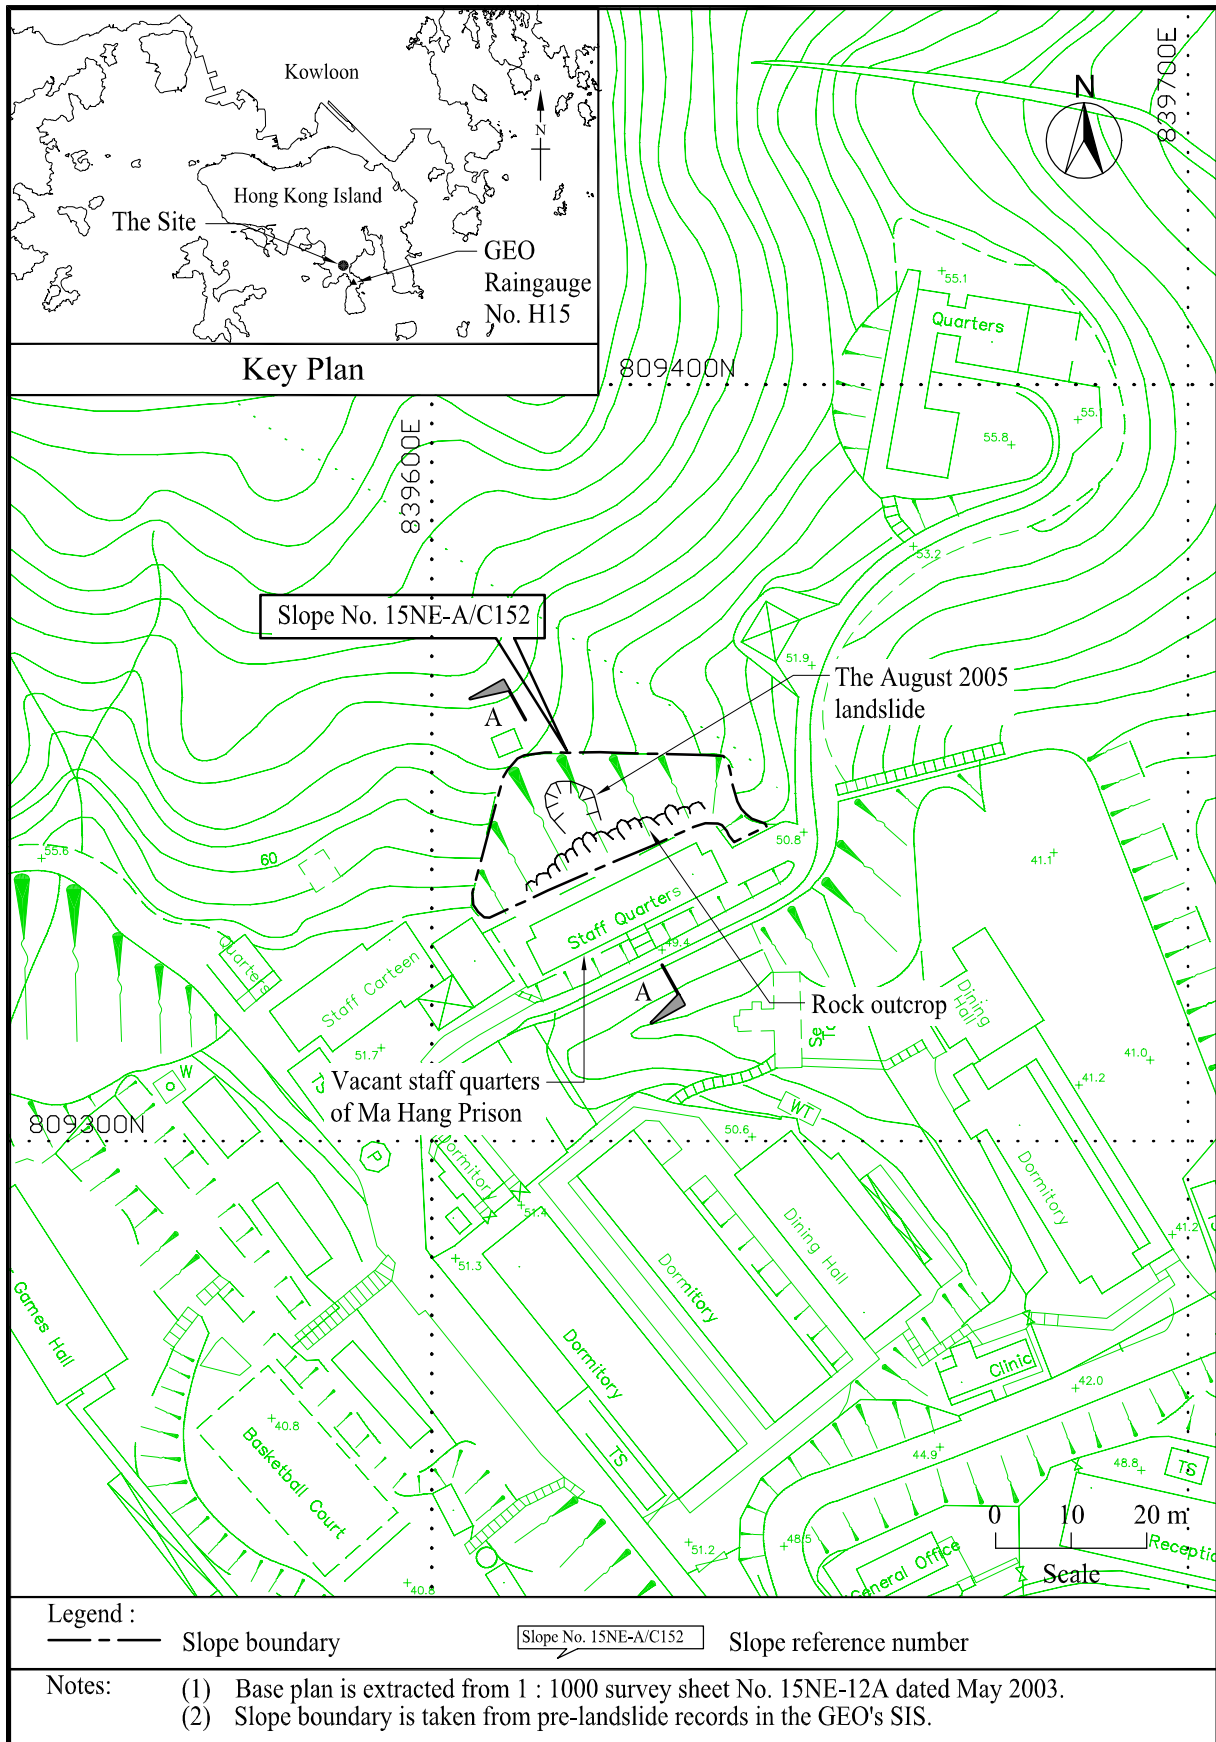 Kowloon
N
Hong Kong Island
The Site
GEO
Raingauge
No. H15
Key Plan
N
839700E
809400N
839600E
55.1
Quarters
55.8
53.2
Slope No. 15NE-A/C152
51.9
The August 2005
landslide
A
50.8
41.1
55.6
60
Staff Quarters
49.4
Quarters
Staff Canteen
A
Rock outcrop
Dining
Hall
51.7
41.0
41.2
W
TS
Vacant staff quarters
of Ma Hang Prison
WT
809300N
50.6
P
Dormitory
Dormitory
51.4
41.2
51.3
Dining Hall
Dormitory
Games Hall
Dormitory
Clinic
42.0
40.8
Basketball Court
TS
44.9
48.8
TS
51.2
48.5
General Office
Receptio
40.8
0 10 20 m
Scale
Legend :
Slope boundary
Slope No. 15NE-A/C152
Slope reference number
Notes:
(1) Base plan is extracted from 1 : 1000 survey sheet No. 15NE-12A dated May 2003.
(2) Slope boundary is taken from pre-landslide records in the GEO's SIS.